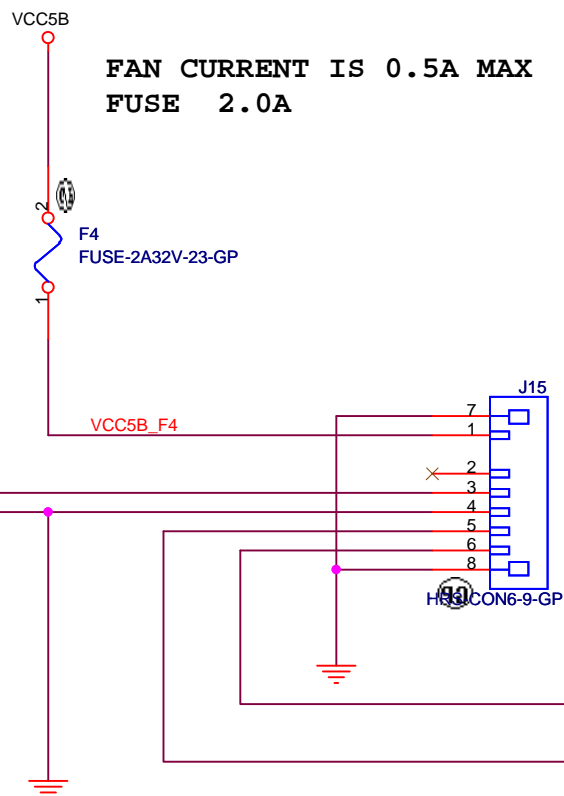 VCC5B
FAN CURRENT IS 0.5A MAX
FUSE 2.0A
2
F4
FUSE-2A32V-23-GP
1
J15
VCC5B_F4
7
1
2
3
4
5
6
8
CON6-9-GP